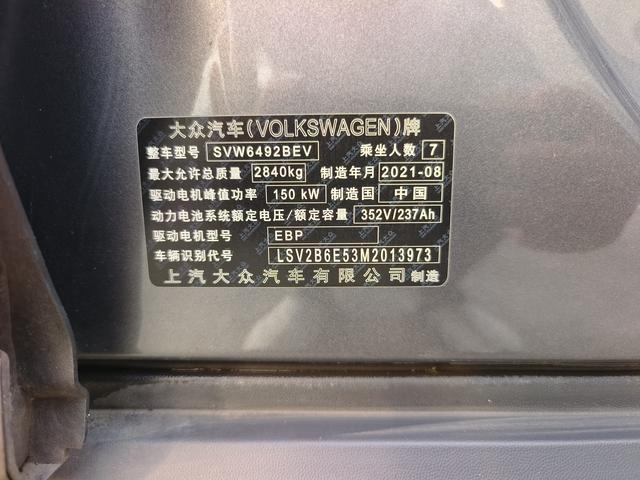 大众汽车(VOLKSWAGEN)牌
整车型号 SVW6492BEV 乘坐人数 7
最大允许总质量 2840kg 制造年月 2021-08
驱动电机峰值功率 150 kW 制造国 中国
动力电池系统额定电压/额定容量 352V/237Ah
驱动电机型号 EBP
车辆识别代号 LSV2B6E53M2013973
上汽大众汽车有限公司 制造